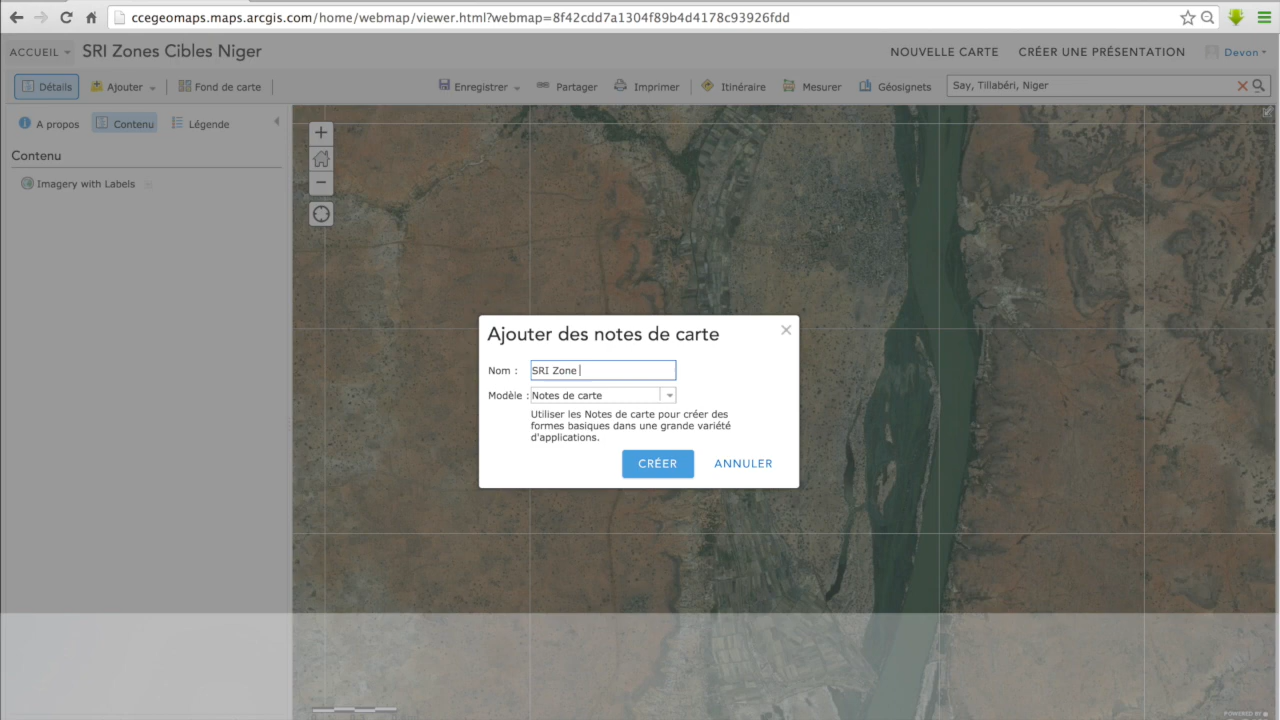 ccegeomaps.maps.arcgis.com/home/webmap/viewer.html?webmap=8f42cdd7a1304f89b4d4178c93926fdd
ACCUEIL SRI Zones Cibles Niger NOUVELLE CARTE CRÉER UNE PRÉSENTATION Devon
Détails Ajouter Fond de carte Enregistrer Partager Imprimer Itinéraire Mesurer Géosignets Say, Tillabéri, Niger
A propos Contenu Légende
Contenu
Imagery with Labels
Ajouter des notes de carte
Nom : SRI Zone
Modèle : Notes de carte
Utiliser les Notes de carte pour créer des
formes basiques dans une grande variété
d'applications.
CRÉER ANNULER
POWERED BY